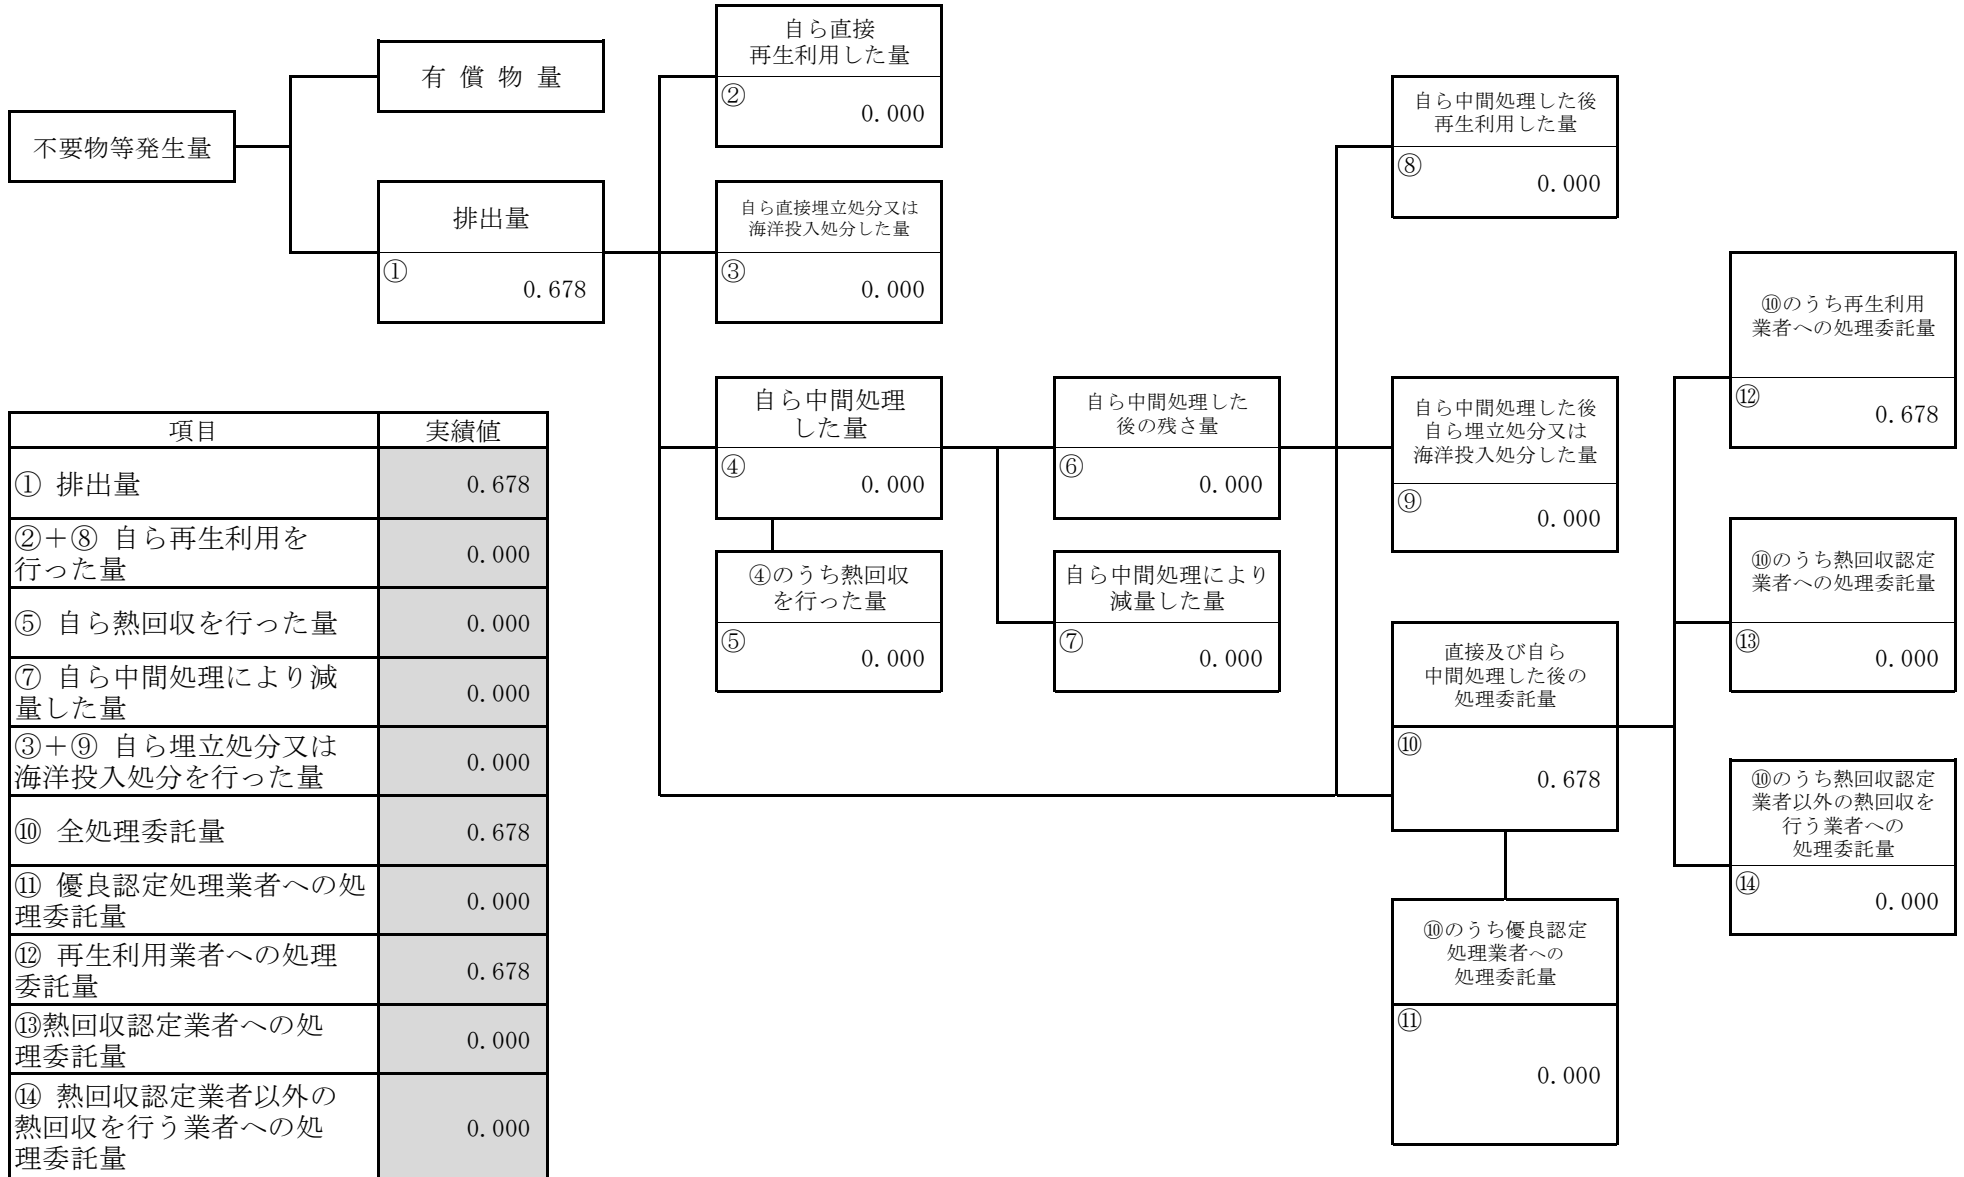 不要物等発生量
有 償 物 量
排出量
①
0.678
自ら直接
再生利用した量
②
0.000
自ら直接埋立処分又は
海洋投入処分した量
③
0.000
自ら中間処理
した量
④
0.000
④のうち熱回収
を行った量
⑤
0.000
自ら中間処理した
後の残さ量
⑥
0.000
自ら中間処理により
減量した量
⑦
0.000
自ら中間処理した後
再生利用した量
⑧
0.000
自ら中間処理した後
自ら埋立処分又は
海洋投入処分した量
⑨
0.000
直接及び自ら
中間処理した後の
処理委託量
⑩
0.678
⑩のうち優良認定
処理業者への
処理委託量
⑪
0.000
⑩のうち再生利用
業者への処理委託量
⑫
0.678
⑩のうち熱回収認定
業者への処理委託量
⑬
0.000
⑩のうち熱回収認定
業者以外の熱回収を
行う業者への
処理委託量
⑭
0.000
項目 実績値
① 排出量 0.678
②＋⑧ 自ら再生利用を
行った量 0.000
⑤ 自ら熱回収を行った量 0.000
⑦ 自ら中間処理により減
量した量 0.000
③＋⑨ 自ら埋立処分又は
海洋投入処分を行った量 0.000
⑩ 全処理委託量 0.678
⑪ 優良認定処理業者への処
理委託量 0.000
⑫ 再生利用業者への処理
委託量 0.678
⑬熱回収認定業者への処
理委託量 0.000
⑭ 熱回収認定業者以外の
熱回収を行う業者への処
理委託量 0.000